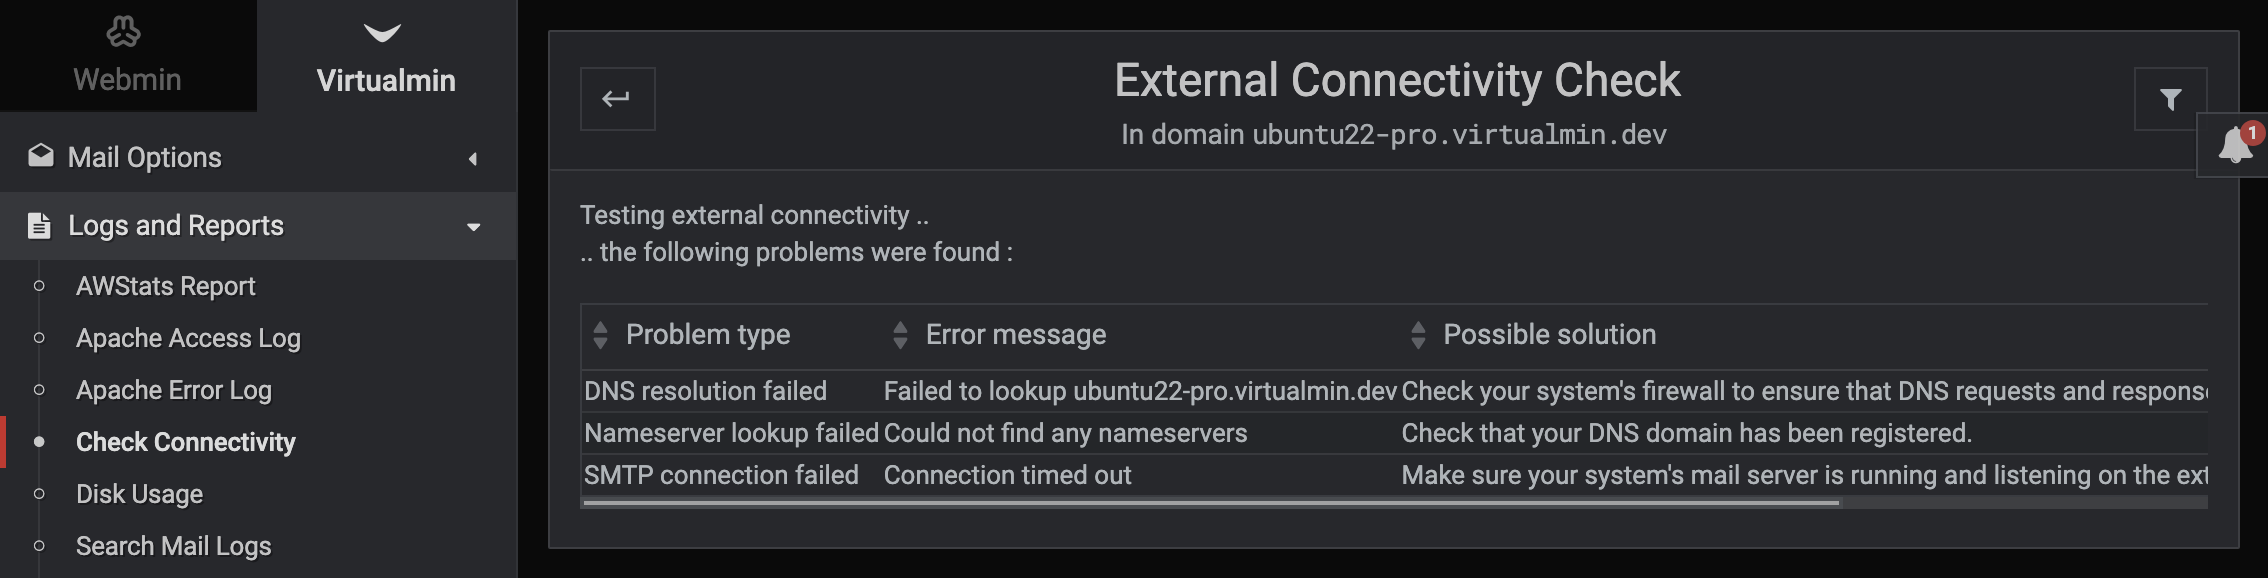 Webmin
Virtualmin
Mail Options
Logs and Reports
AWStats Report
Apache Access Log
Apache Error Log
Check Connectivity
Disk Usage
Search Mail Logs
External Connectivity Check
In domain ubuntu22-pro.virtualmin.dev
1
Testing external connectivity ..
.. the following problems were found :
Problem type Error message Possible solution
DNS resolution failed Failed to lookup ubuntu22-pro.virtualmin.dev Check your system's firewall to ensure that DNS requests and respons
Nameserver lookup failed Could not find any nameservers Check that your DNS domain has been registered.
SMTP connection failed Connection timed out Make sure your system's mail server is running and listening on the ext